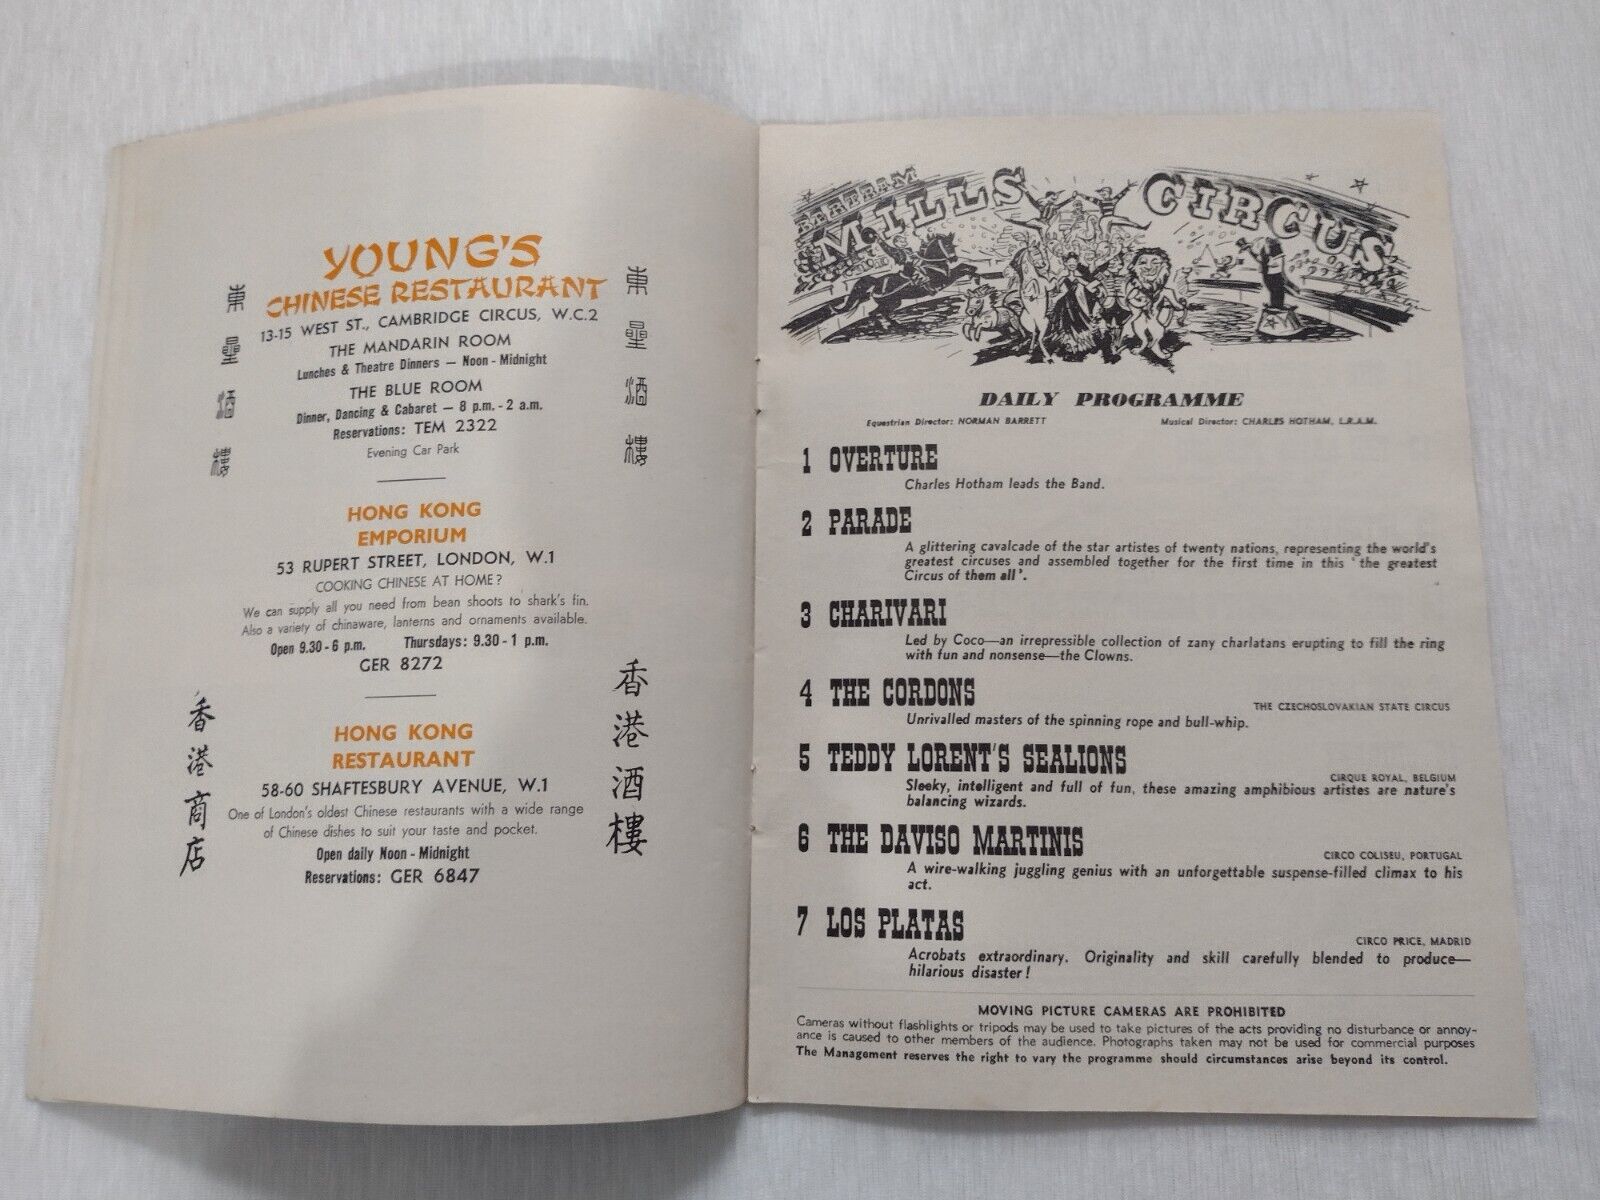 YOUNG'S
CHINESE RESTAURANT
13-15 WEST ST., CAMBRIDGE CIRCUS, W.C.2
THE MANDARIN ROOM
Lunches & Theatre Dinners — Noon - Midnight
THE BLUE ROOM
Dinner, Dancing & Cabaret — 8 p.m. - 2 a.m.
Reservations: TEM 2322
Evening Car Park
酒
樓
酒
樓
HONG KONG
EMPORIUM
53 RUPERT STREET, LONDON, W.1
COOKING CHINESE AT HOME?
We can supply all you need from bean shoots to shark's fin.
Also a variety of chinaware, lanterns and ornaments available.
Open 9.30 - 6 p.m. Thursdays: 9.30 - 1 p.m.
GER 8272
香
港
商
店
HONG KONG
RESTAURANT
58-60 SHAFTESBURY AVENUE, W.1
One of London's oldest Chinese restaurants with a wide range
of Chinese dishes to suit your taste and pocket.
Open daily Noon - Midnight
Reservations: GER 6847
香
港
酒
樓
BERTRAM
MILLS CIRCUS
DAILY PROGRAMME
Equestrian Director: NORMAN BARRETT Musical Director: CHARLES HOTHAM, L.R.A.M.
1 OVERTURE
Charles Hotham leads the Band.
2 PARADE
A glittering cavalcade of the star artistes of twenty nations, representing the world's
greatest circuses and assembled together for the first time in this ' the greatest
Circus of them all '.
3 CHARIVARI
Led by Coco—an irrepressible collection of zany charlatans erupting to fill the ring
with fun and nonsense—the Clowns.
4 THE CORDONS
THE CZECHOSLOVAKIAN STATE CIRCUS
Unrivalled masters of the spinning rope and bull-whip.
5 TEDDY LORENT'S SEALIONS
CIRQUE ROYAL, BELGIUM
Sleeky, intelligent and full of fun, these amazing amphibious artistes are nature's
balancing wizards.
6 THE DAVISO MARTINIS
CIRCO COLISEU, PORTUGAL
A wire-walking juggling genius with an unforgettable suspense-filled climax to his
act.
7 LOS PLATAS
CIRCO PRICE, MADRID
Acrobats extraordinary. Originality and skill carefully blended to produce—
hilarious disaster!
MOVING PICTURE CAMERAS ARE PROHIBITED
Cameras without flashlights or tripods may be used to take pictures of the acts providing no disturbance or annoy-
ance is caused to other members of the audience. Photographs taken may not be used for commercial purposes
The Management reserves the right to vary the programme should circumstances arise beyond its control.